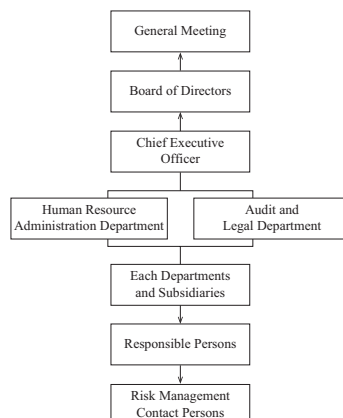 General Meeting
Board of Directors
Chief Executive
Officer
Human Resource
Administration Department
Audit and
Legal Department
Each Departments
and Subsidiaries
Responsible Persons
Risk Management
Contact Persons